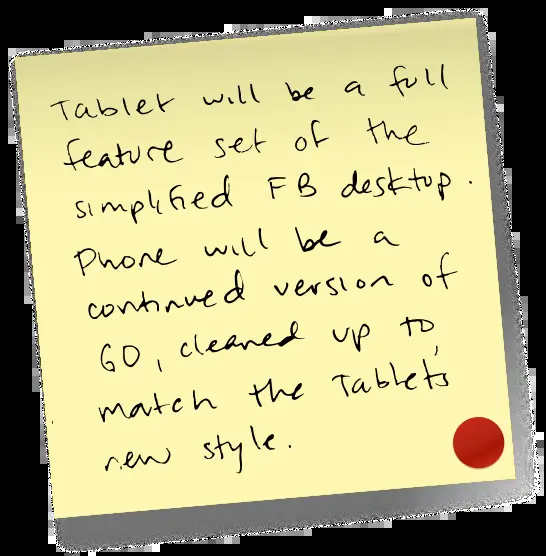 Tablet will be a full
feature set of the
simplified FB desktop.
Phone will be a
continued version of
GO, cleaned up to
match the Tablet's
new style.